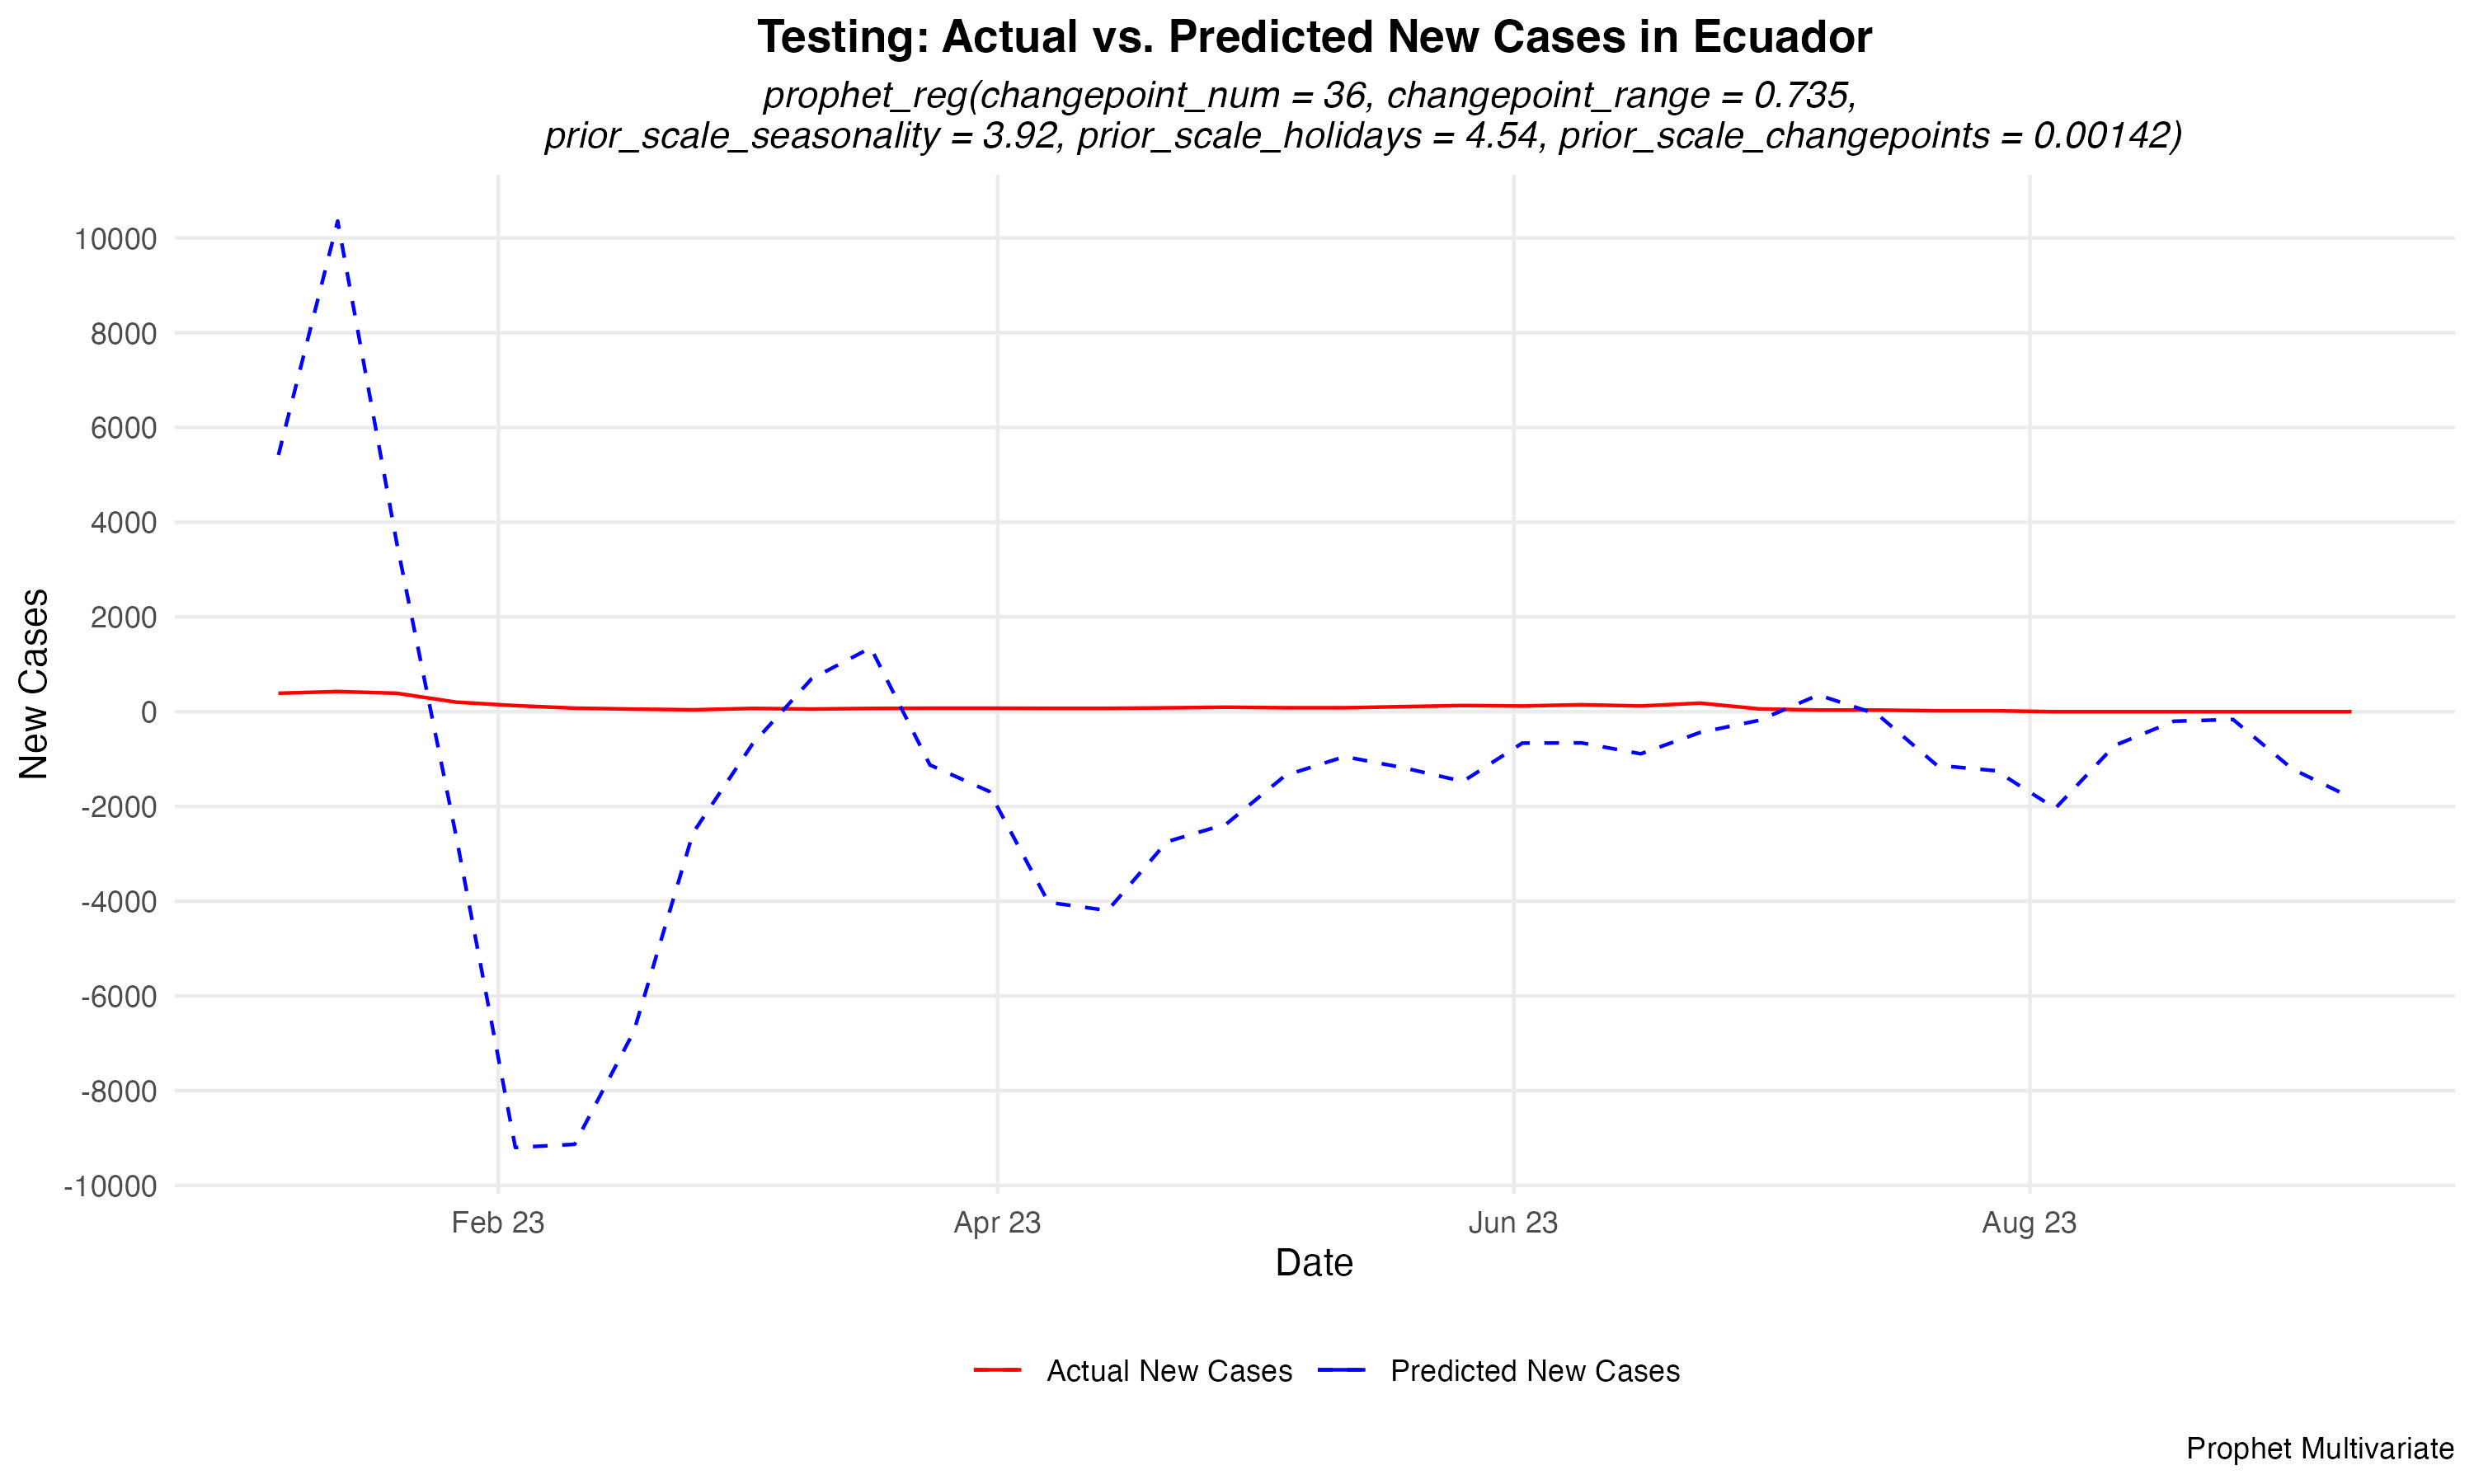 Testing: Actual vs. Predicted New Cases in Ecuador
prophet_reg(changepoint_num = 36, changepoint_range = 0.735,
prior_scale_seasonality = 3.92, prior_scale_holidays = 4.54, prior_scale_changepoints = 0.00142)
New Cases
10000
8000
6000
4000
2000
0
-2000
-4000
-6000
-8000
-10000
Feb 23 Apr 23 Jun 23 Aug 23
Date
Actual New Cases Predicted New Cases
Prophet Multivariate